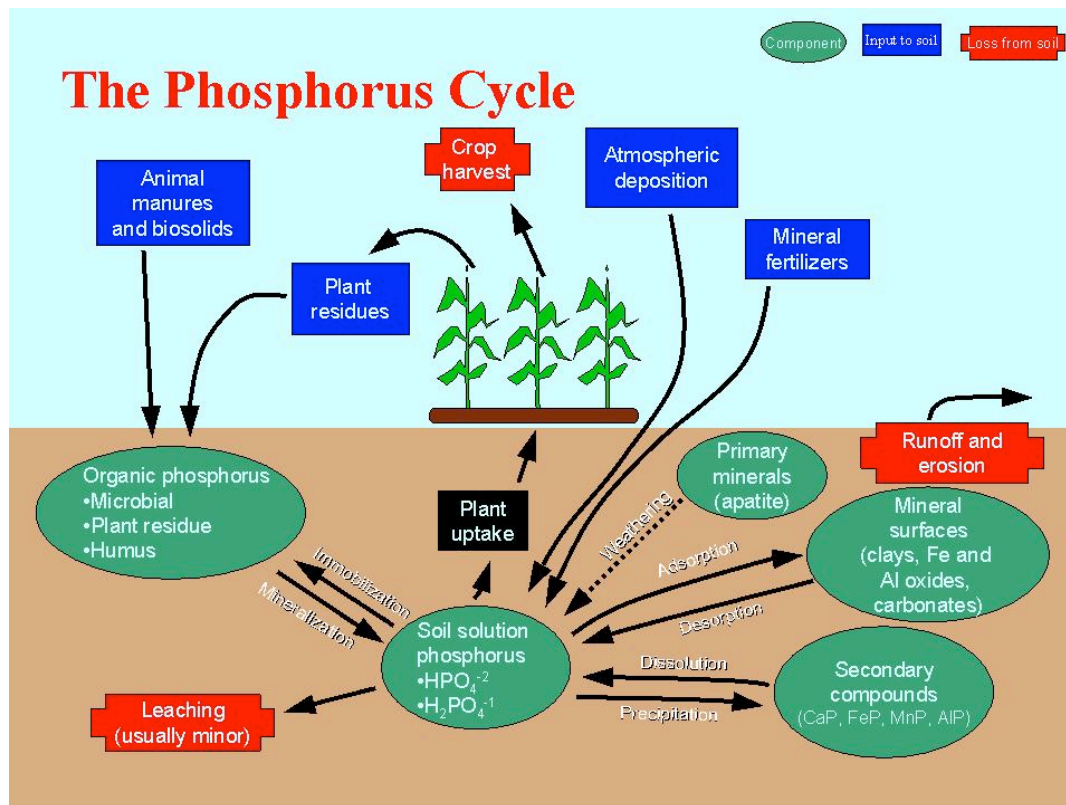 Component
Input to soil
Loss from soil
The Phosphorus Cycle
Crop
harvest
Atmospheric
deposition
Animal
manures
and biosolids
Mineral
fertilizers
Plant
residues
Runoff and
erosion
Primary
minerals
(apatite)
Organic phosphorus
•Microbial
•Plant residue
•Humus
Plant
uptake
Weathering
Mineral
surfaces
(clays, Fe and
Al oxides,
carbonates)
Adsorption
Desorption
Immobilization
Mineralization
Soil solution
phosphorus
•HPO₄⁻²
•H₂PO₄⁻¹
Dissolution
Precipitation
Secondary
compounds
(CaP, FeP, MnP, AlP)
Leaching
(usually minor)